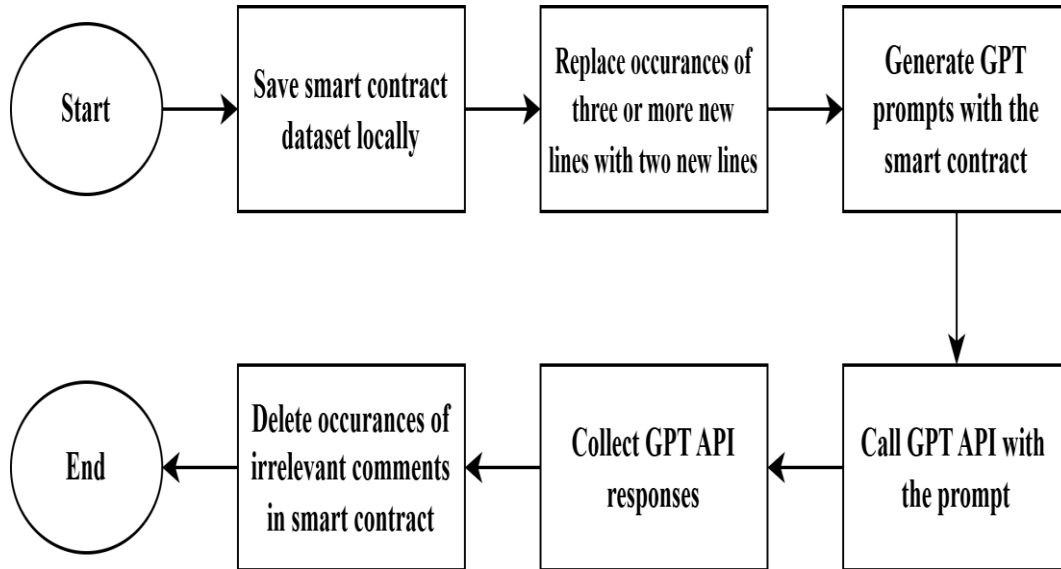 Start
Save smart contract
dataset locally
Replace occurances of
three or more new
lines with two new lines
Generate GPT
prompts with the
smart contract
Call GPT API with
the prompt
Collect GPT API
responses
Delete occurances of
irrelevant comments
in smart contract
End